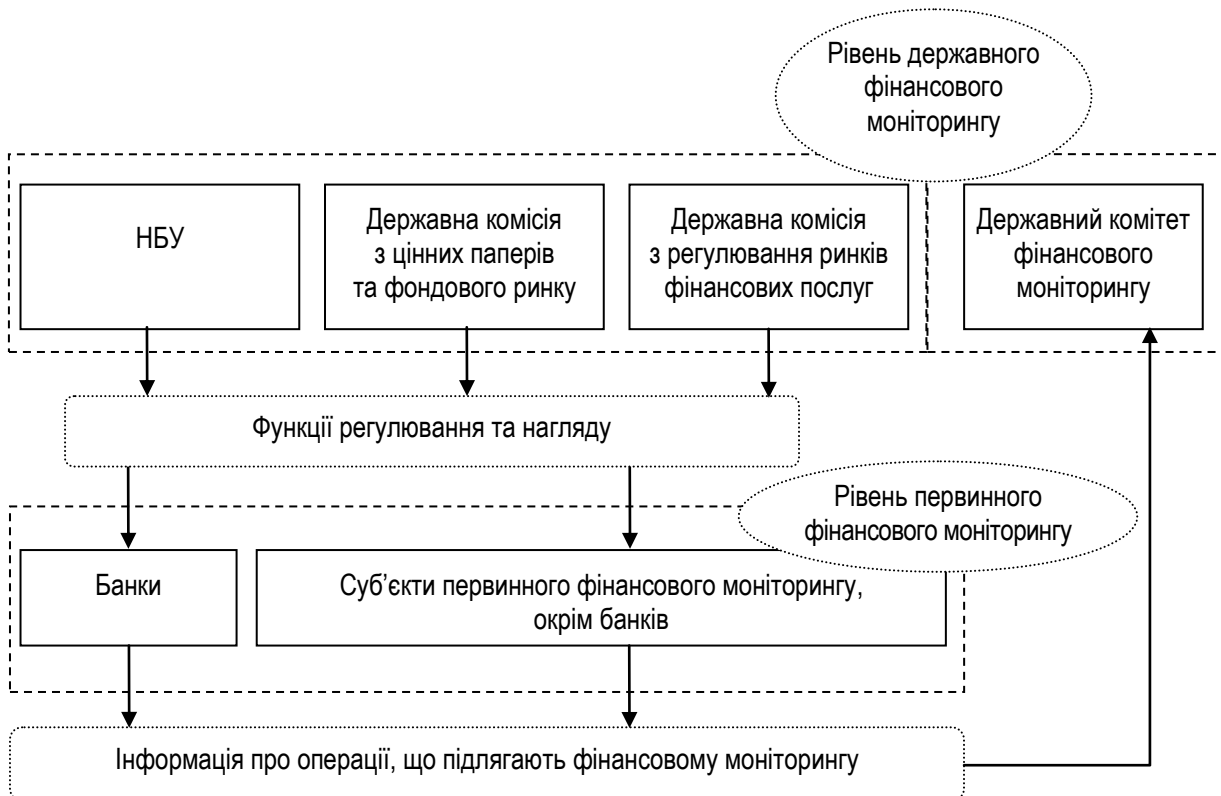 Рівень державного
фінансового
моніторингу
НБУ
Державна комісія
з цінних паперів
та фондового ринку
Державна комісія
з регулювання ринків
фінансових послуг
Державний комітет
фінансового
моніторингу
Функції регулювання та нагляду
Рівень первинного
фінансового моніторингу
Банки
Суб’єкти первинного фінансового моніторингу,
окрім банків
Інформація про операції, що підлягають фінансовому моніторингу